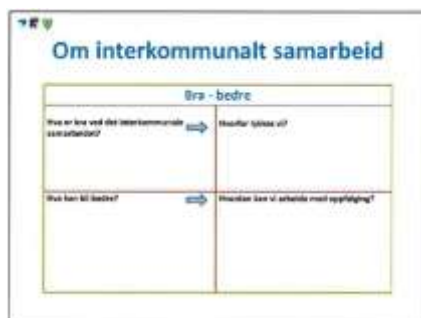 Om interkommunalt samarbeid
Bra - bedre
Hva er bra ved det interkommunale
samarbeidet?
Hvorfor lykkes vi?
Hva kan bli bedre?
Hvordan kan vi arbeide med oppfølging?